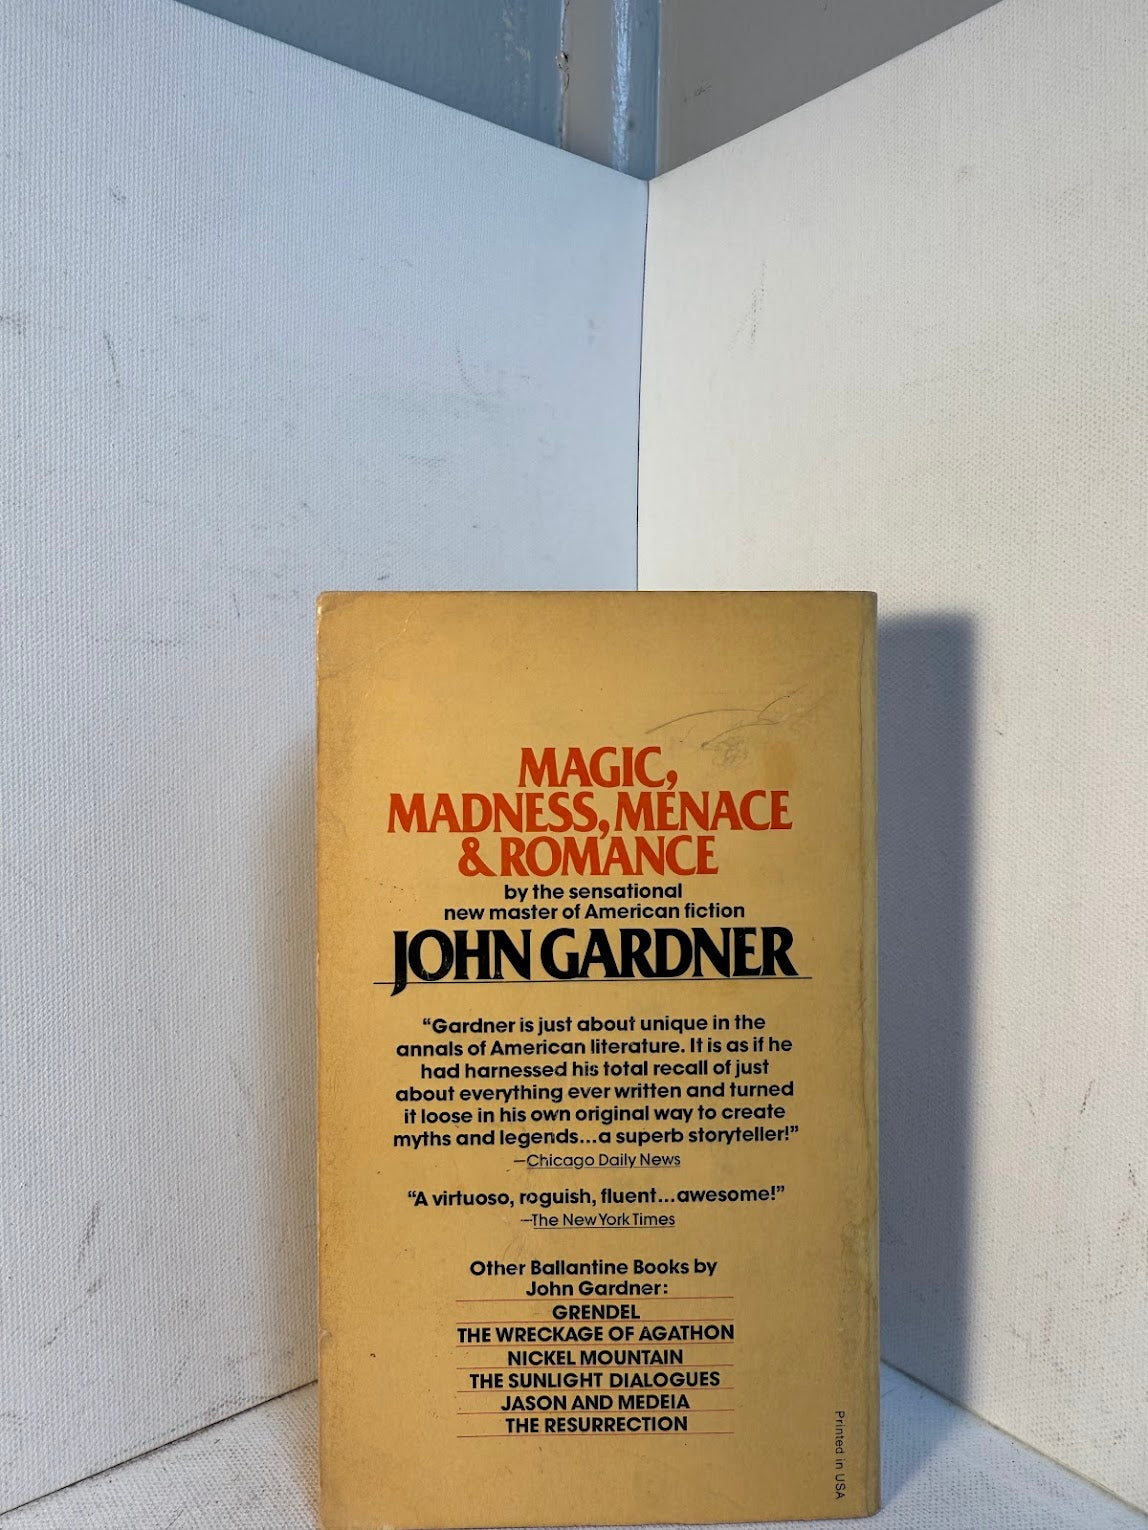 MAGIC,
MADNESS, MENACE
& ROMANCE
by the sensational
new master of American fiction
JOHN GARDNER
“Gardner is just about unique in the
annals of American literature. It is as if he
had harnessed his total recall of just
about everything ever written and turned
it loose in his own original way to create
myths and legends...a superb storyteller!”
—Chicago Daily News
“A virtuoso, roguish, fluent...awesome!”
—The New York Times
Other Ballantine Books by
John Gardner:
GRENDEL
THE WRECKAGE OF AGATHON
NICKEL MOUNTAIN
THE SUNLIGHT DIALOGUES
JASON AND MEDEIA
THE RESURRECTION
Printed in USA